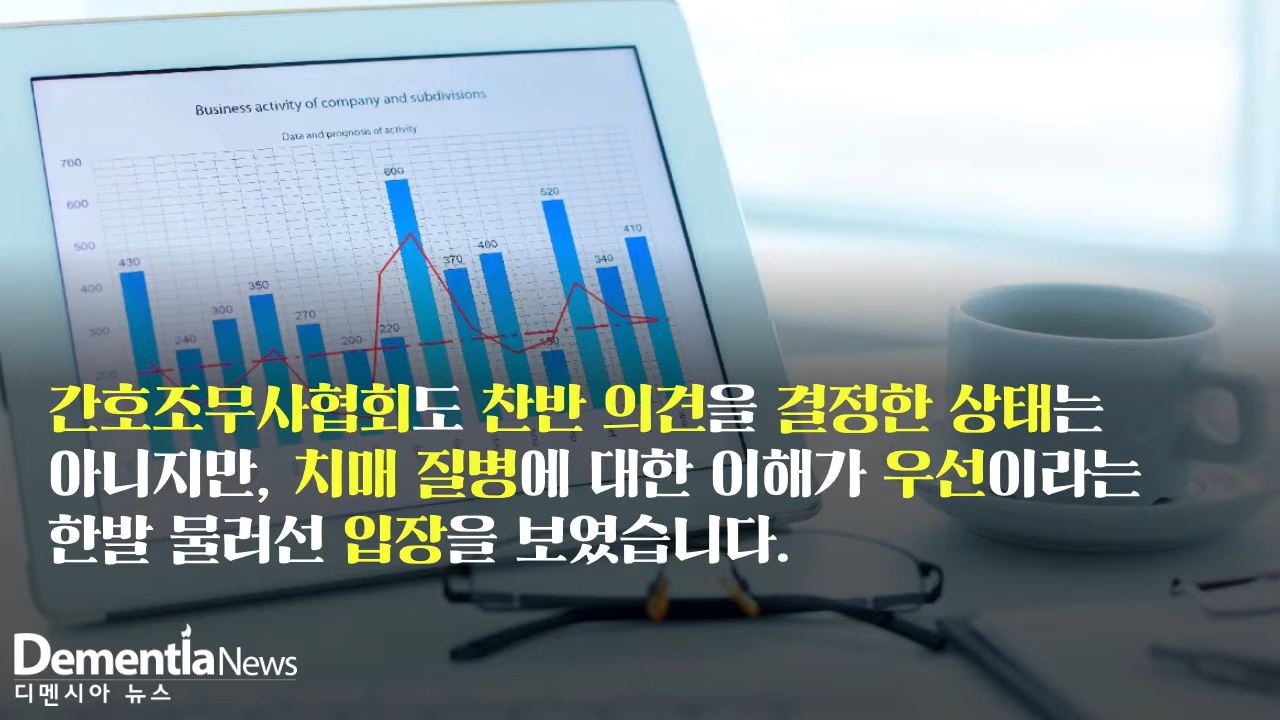 Business activity of company and subdivisions
Data and prognosis of activity
700
600
500
400
300
200
430
240
300
350
270
200
220
600
370
460
520
130
340
410
간호조무사협회도 찬반 의견을 결정한 상태는
아니지만, 치매 질병에 대한 이해가 우선이라는
한발 물러선 입장을 보였습니다.
Dementia News
디멘시아 뉴스